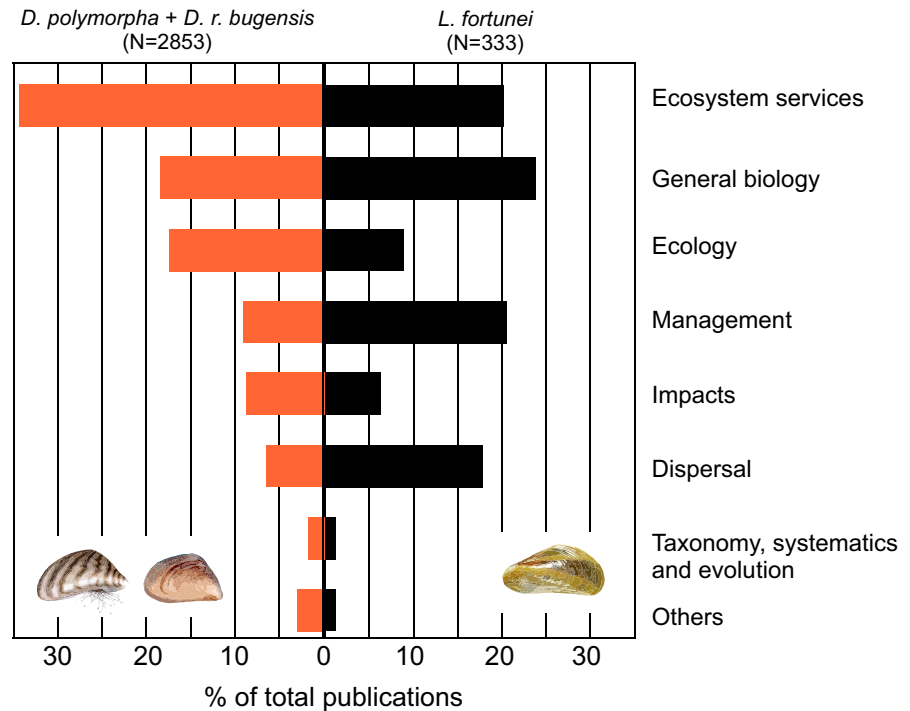 D. polymorpha + D. r. bugensis
(N=2853)
L. fortunei
(N=333)
Ecosystem services
General biology
Ecology
Management
Impacts
Dispersal
Taxonomy, systematics
and evolution
Others
30 20 10 0 10 20 30
% of total publications